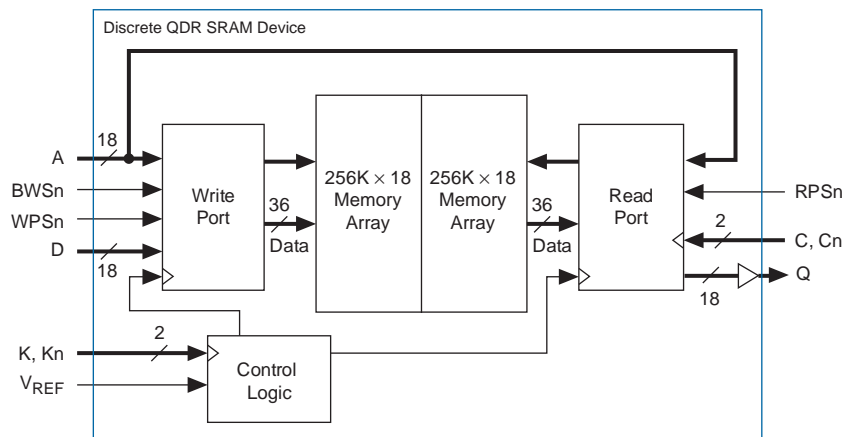 Discrete QDR SRAM Device
A
18
BWSn
WPSn
D
18
Write
Port
36
Data
256K × 18
Memory
Array
256K × 18
Memory
Array
36
Data
Read
Port
RPSn
2
C, Cn
18
Q
K, Kn
2
VREF
Control
Logic